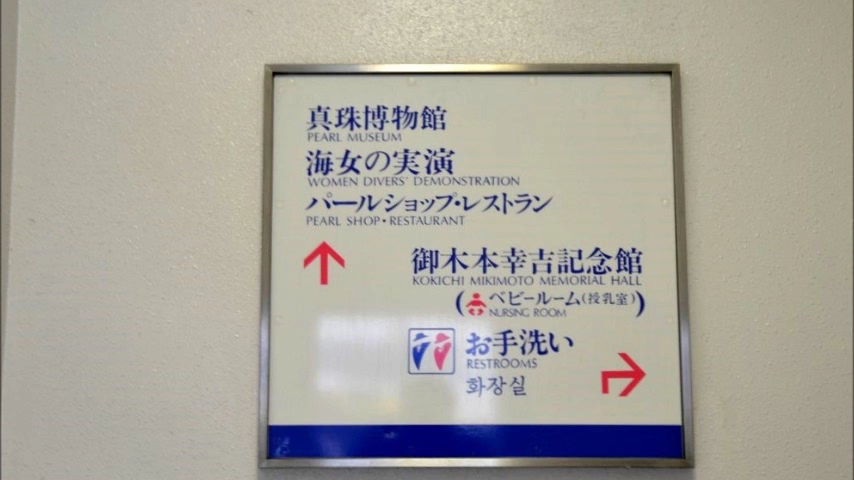 真珠博物館
PEARL MUSEUM
海女の実演
WOMEN DIVERS' DEMONSTRATION
パールショップ・レストラン
PEARL SHOP・RESTAURANT
御木本幸吉記念館
KOKICHI MIKIMOTO MEMORIAL HALL
(ベビールーム(授乳室))
NURSING ROOM
お手洗い
RESTROOMS
화장실